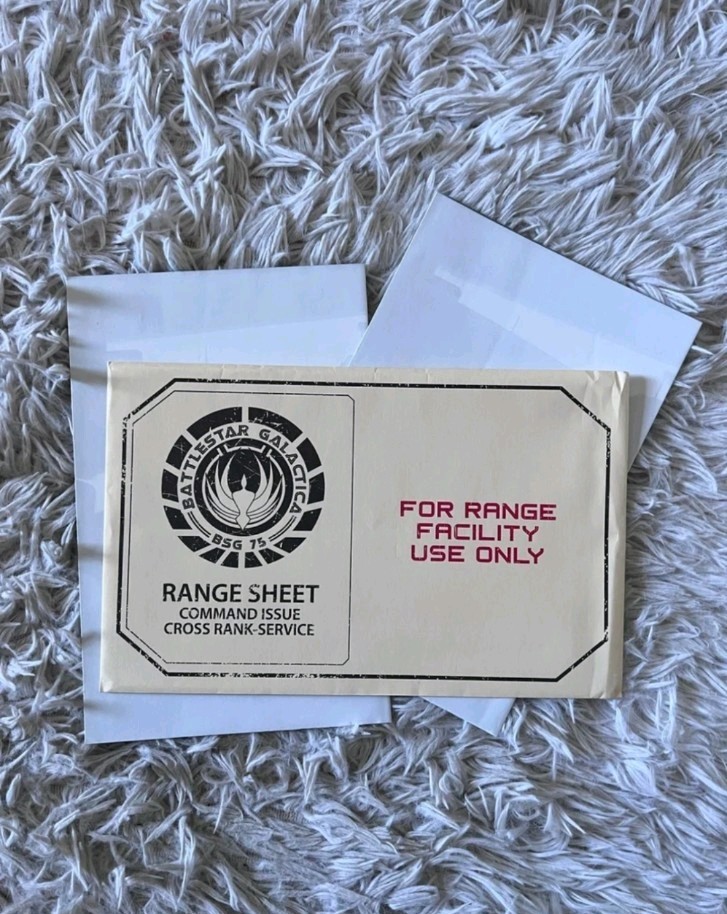 BATTLESTAR GALACTICA
BSG 75
RANGE SHEET
COMMAND ISSUE
CROSS RANK-SERVICE
FOR RANGE
FACILITY
USE ONLY